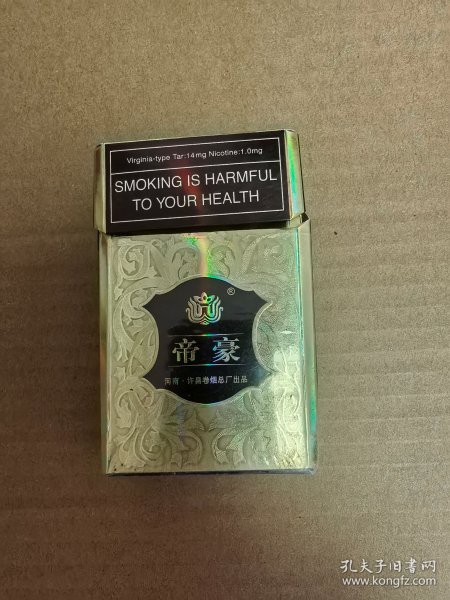 Virginia-type Tar:14mg Nicotine:1.0mg
SMOKING IS HARMFUL
TO YOUR HEALTH
®
帝豪
河南·许昌卷烟总厂出品
孔夫子旧书网
www.kongfz.com